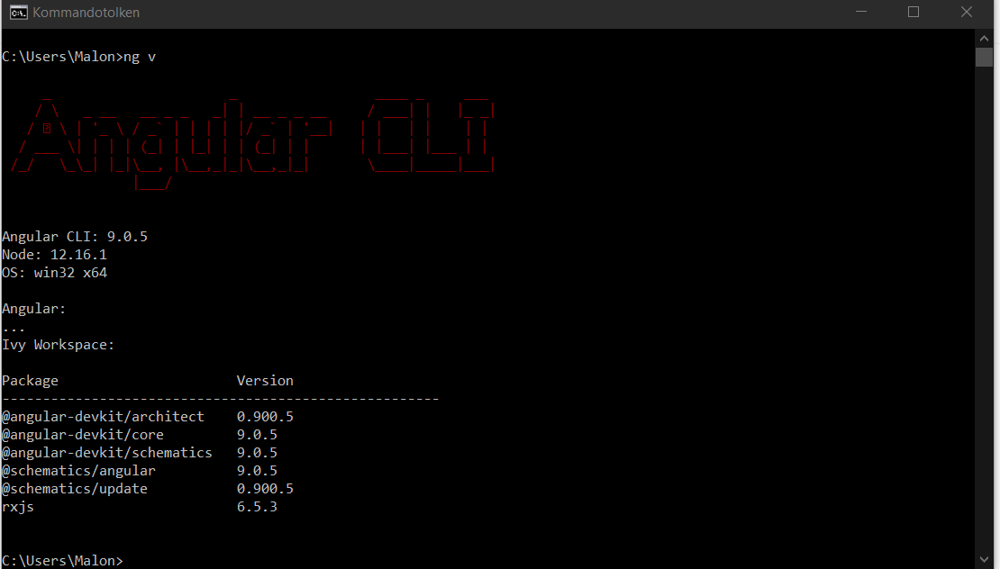 Kommandotolken
C:\Users\Malon>ng v
Angular CLI
Angular CLI: 9.0.5
Node: 12.16.1
OS: win32 x64
Angular:
...
Ivy Workspace:
Package                      Version
------------------------------------------------------
@angular-devkit/architect    0.900.5
@angular-devkit/core         9.0.5
@angular-devkit/schematics   9.0.5
@schematics/angular          9.0.5
@schematics/update           0.900.5
rxjs                         6.5.3
C:\Users\Malon>